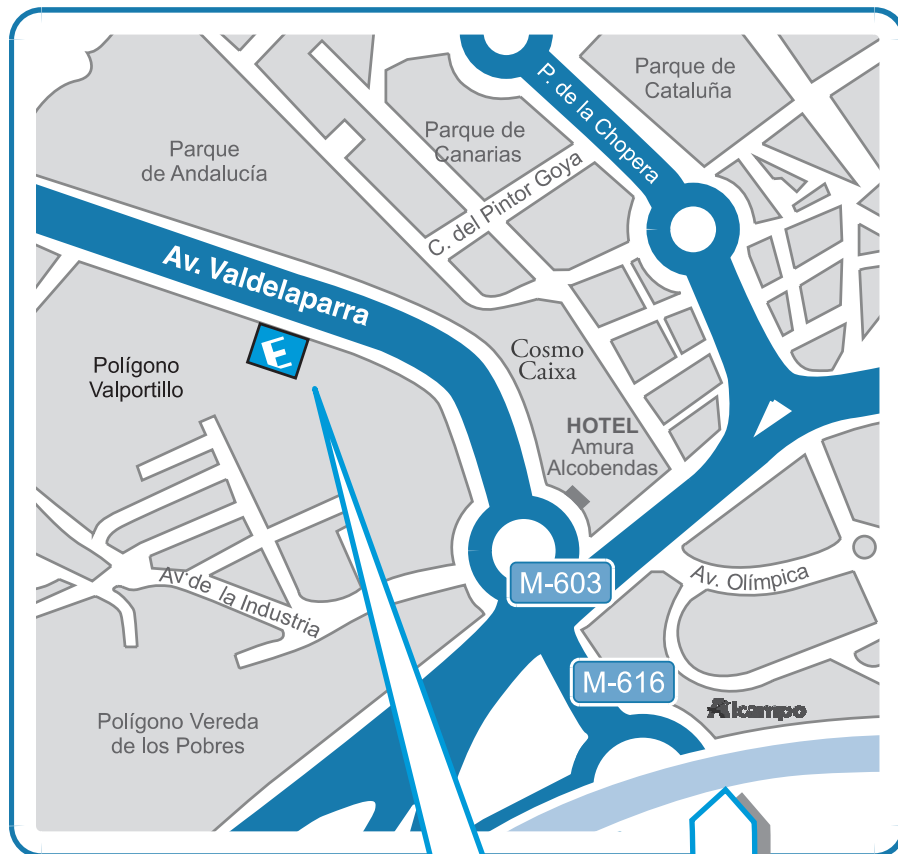 Parque de
Cataluña
P. de la Chopera
Parque de
Canarias
Parque
de Andalucía
C. del Pintor Goya
Av. Valdelaparra
E
Cosmo
Caixa
Polígono
Valportillo
HOTEL
Amura
Alcobendas
M-603
Av. Olímpica
Av de la Industria
M-616
Alcampo
Polígono Vereda
de los Pobres